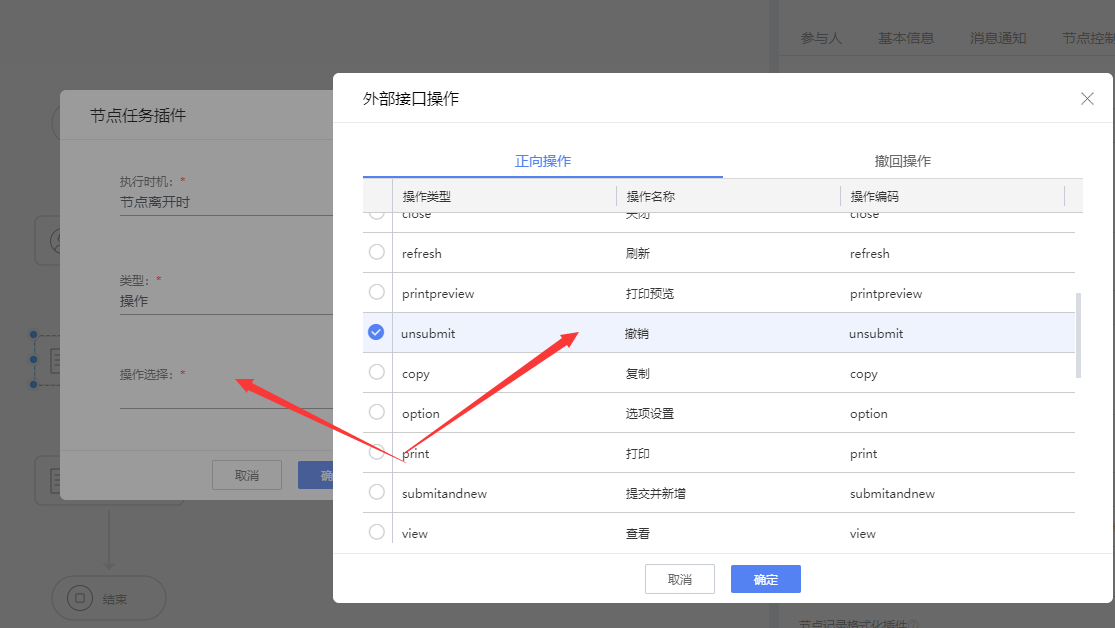 参与人 基本信息 消息通知 节点控制
外部接口操作
节点任务插件
正向操作 撤回操作
执行时机: *
节点离开时
操作类型 操作名称 操作编码
close 关闭 close
refresh 刷新 refresh
类型: *
操作
printpreview 打印预览 printpreview
unsubmit 撤销 unsubmit
操作选择: *
copy 复制 copy
option 选项设置 option
print 打印 print
取消 确
submitandnew 提交并新增 submitandnew
view 查看 view
取消 确定
结束
节点记录格式化插件